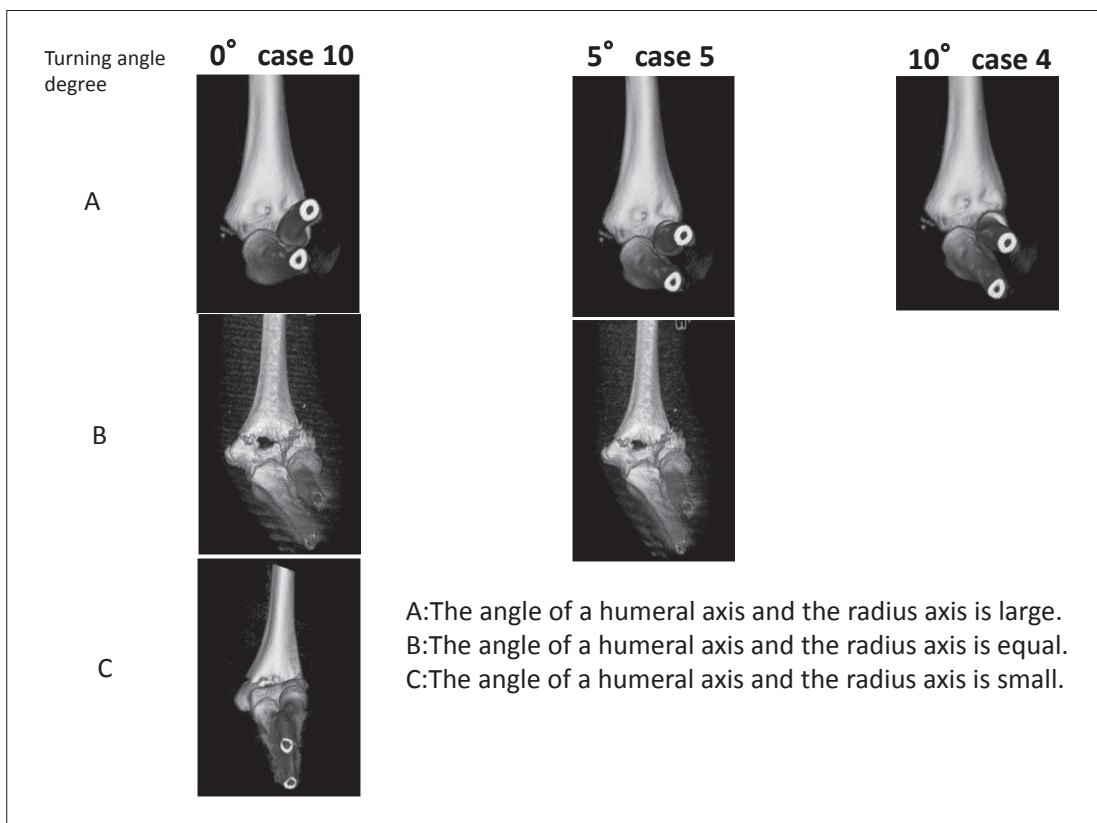 Turning angle
degree
0° case 10
5° case 5
10° case 4
A
B
C
A:The angle of a humeral axis and the radius axis is large.
B:The angle of a humeral axis and the radius axis is equal.
C:The angle of a humeral axis and the radius axis is small.